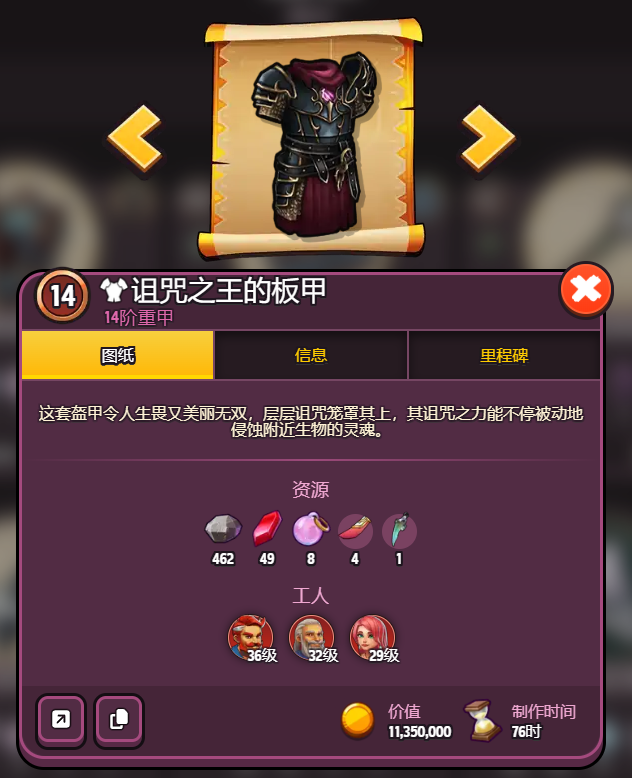 14
诅咒之王的板甲
14阶重甲
图纸
信息
里程碑
这套盔甲令人生畏又美丽无双，层层诅咒笼罩其上，其诅咒之力能不停被动地
侵蚀附近生物的灵魂。
资源
462
49
8
4
1
工人
36级
32级
29级
价值
11,350,000
制作时间
76时